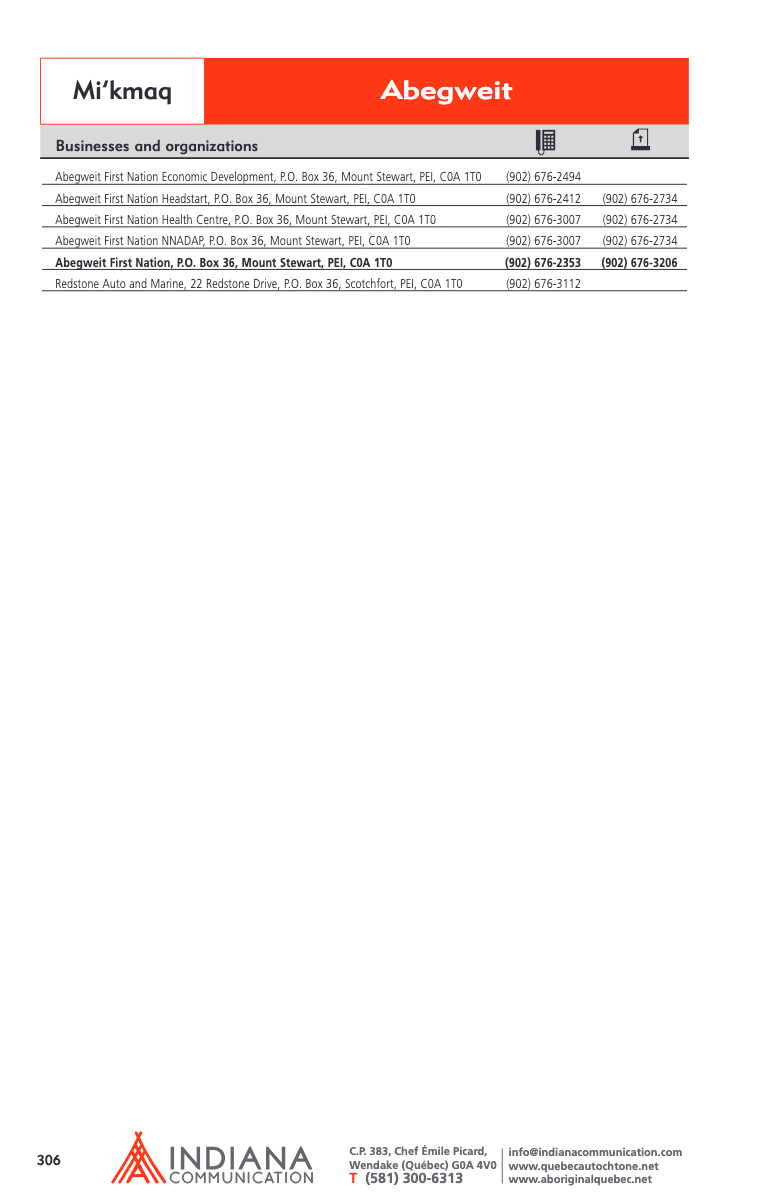 Mi'kmaq Abegweit
Businesses and organizations
Abegweit First Nation Economic Development, P.O. Box 36, Mount Stewart, PEI, C0A 1T0 (902) 676-2494
Abegweit First Nation Headstart, P.O. Box 36, Mount Stewart, PEI, C0A 1T0 (902) 676-2412 (902) 676-2734
Abegweit First Nation Health Centre, P.O. Box 36, Mount Stewart, PEI, C0A 1T0 (902) 676-3007 (902) 676-2734
Abegweit First Nation NNADAP, P.O. Box 36, Mount Stewart, PEI, C0A 1T0 (902) 676-3007 (902) 676-2734
Abegweit First Nation, P.O. Box 36, Mount Stewart, PEI, C0A 1T0 (902) 676-2353 (902) 676-3206
Redstone Auto and Marine, 22 Redstone Drive, P.O. Box 36, Scotchfort, PEI, C0A 1T0 (902) 676-3112
306
INDIANA
COMMUNICATION
C.P. 383, Chef Émile Picard,
Wendake (Québec) G0A 4V0
T (581) 300-6313
info@indianacommunication.com
www.quebecautochtone.net
www.aboriginalquebec.net